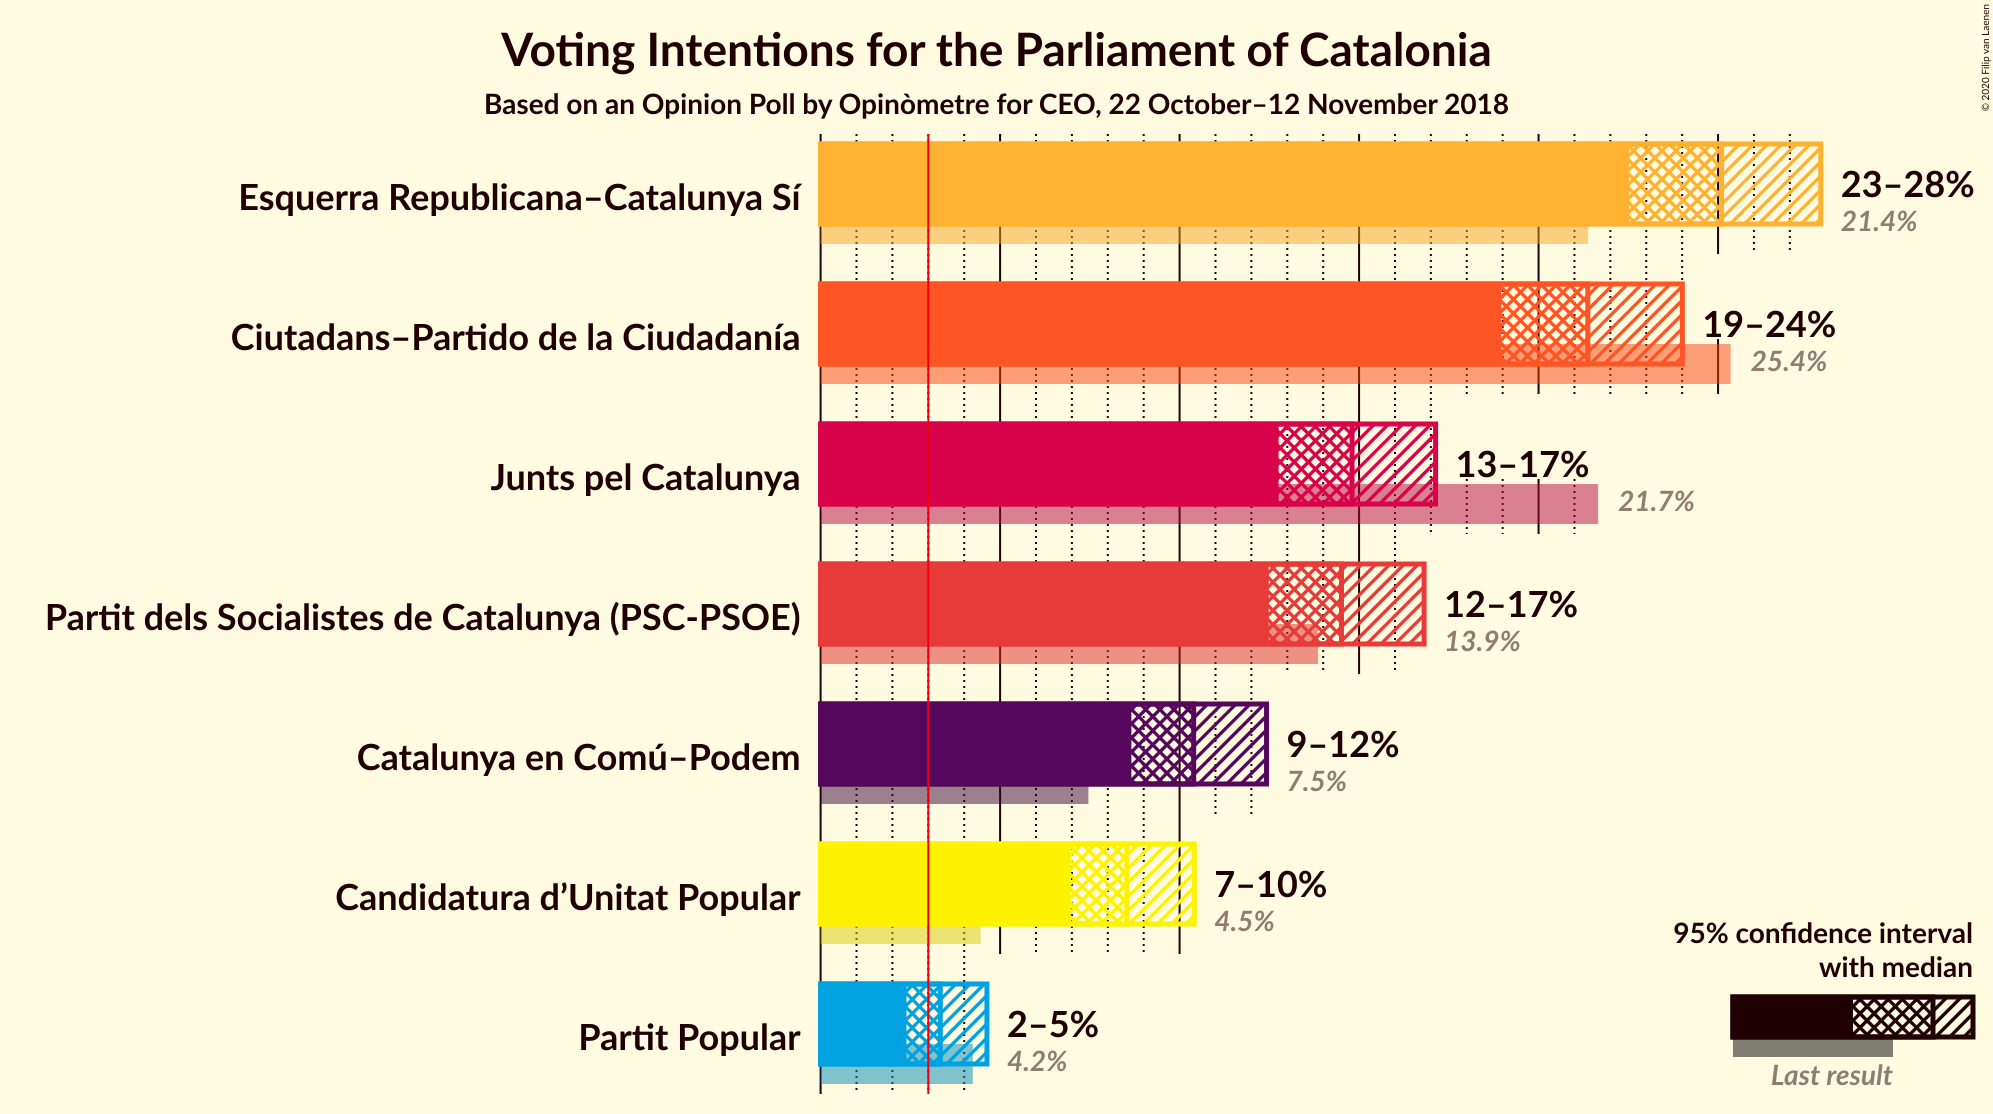 Voting Intentions for the Parliament of Catalonia
Based on an Opinion Poll by Opinòmetre for CEO, 22 October–12 November 2018
© 2020 Filip van Laenen
Esquerra Republicana–Catalunya Sí
23–28%
21.4%
Ciutadans–Partido de la Ciudadanía
19–24%
25.4%
Junts pel Catalunya
13–17%
21.7%
Partit dels Socialistes de Catalunya (PSC-PSOE)
12–17%
13.9%
Catalunya en Comú–Podem
9–12%
7.5%
Candidatura d’Unitat Popular
7–10%
4.5%
Partit Popular
2–5%
4.2%
95% confidence interval
with median
Last result